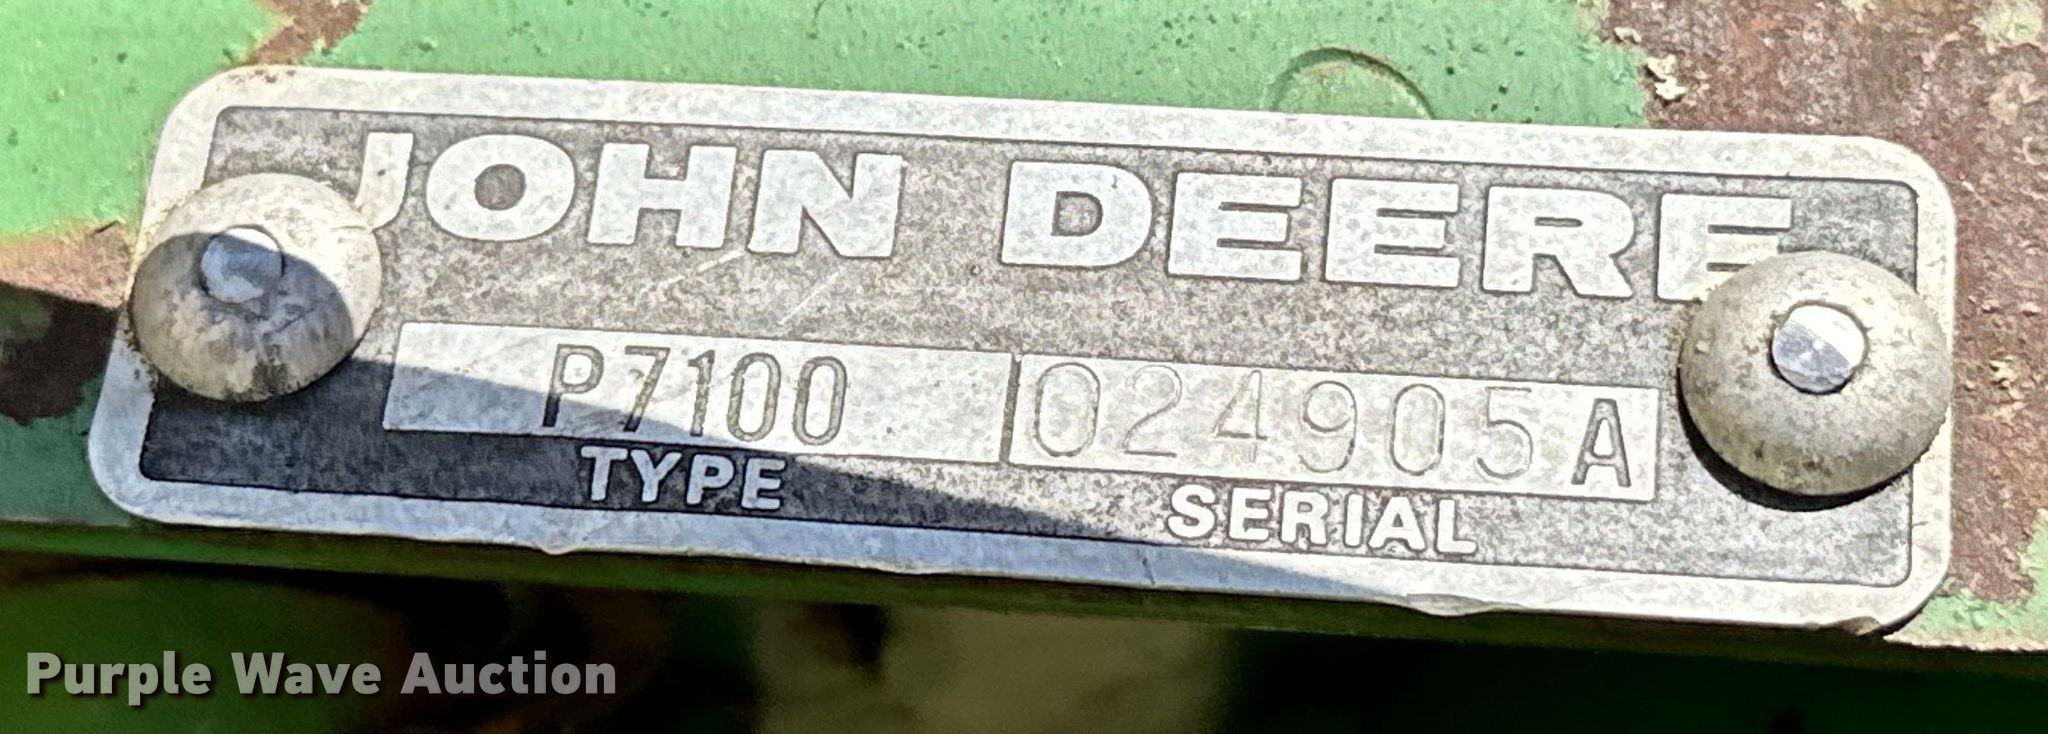 JOHN DEERE
P7100 024905A
TYPE SERIAL
Purple Wave Auction